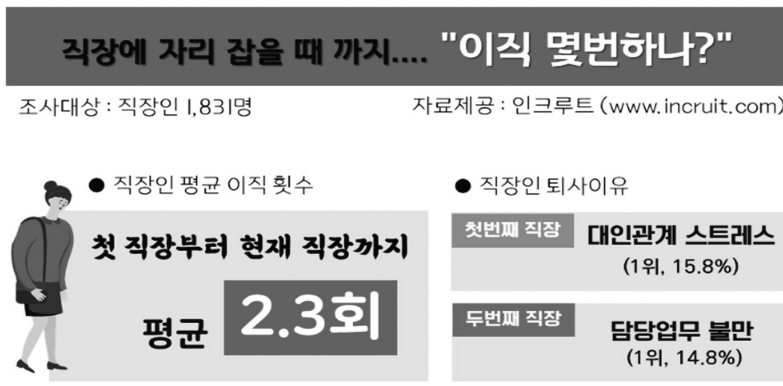 직장에 자리 잡을 때 까지.... "이직 몇번하나?"
조사대상 : 직장인 1,831명
자료제공 : 인크루트 (www.incruit.com)
● 직장인 평균 이직 횟수
첫 직장부터 현재 직장까지
평균 2.3회
● 직장인 퇴사이유
첫번째 직장 대인관계 스트레스
(1위, 15.8%)
두번째 직장 담당업무 불만
(1위, 14.8%)